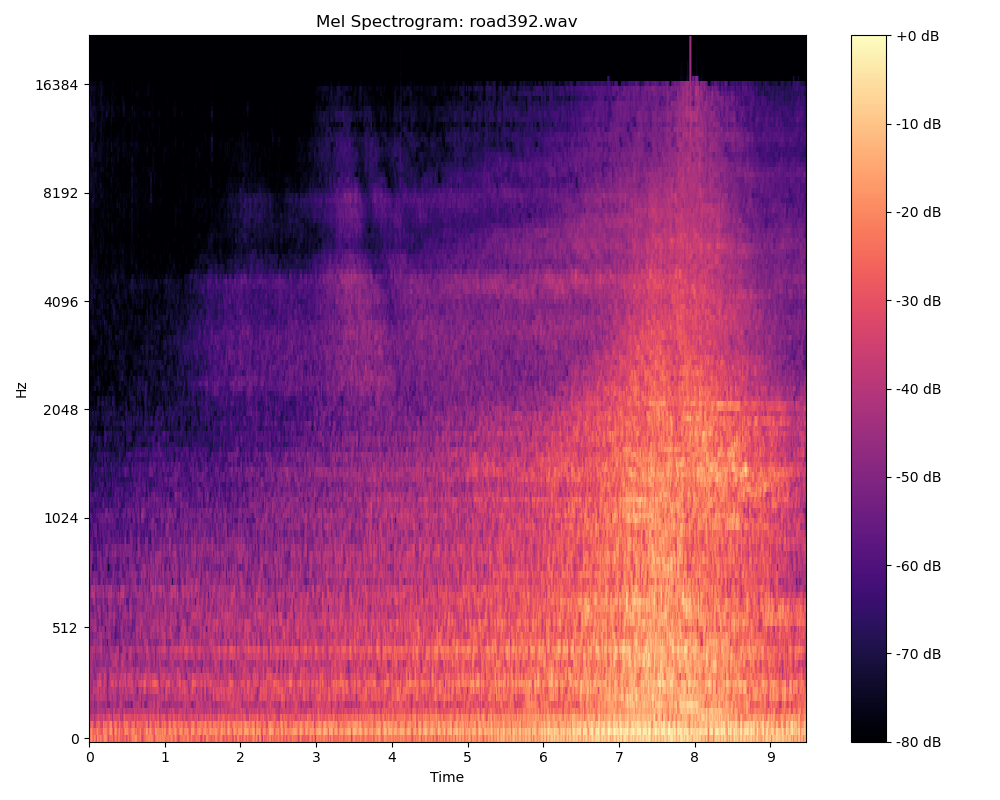 Mel Spectrogram: road392.wav
+0 dB
16384
-10 dB
8192
-20 dB
4096
-30 dB
Hz
2048
-40 dB
1024
-50 dB
512
-60 dB
-70 dB
0
-80 dB
0 1 2 3 4 5 6 7 8 9
Time